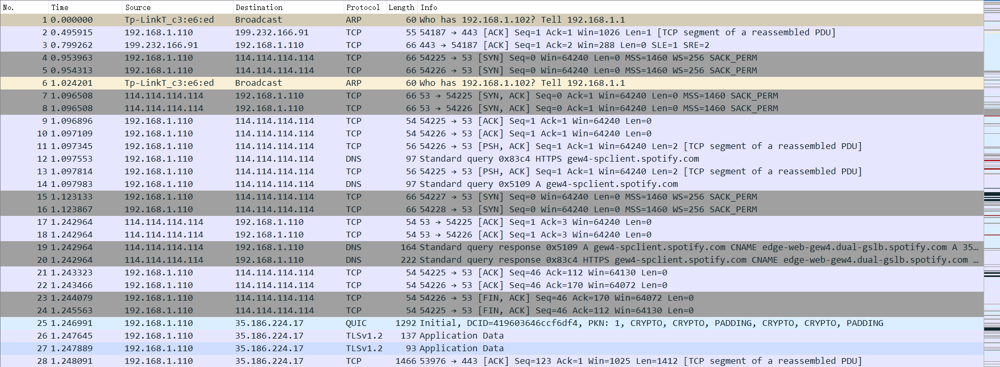 No. Time Source Destination Protocol Length Info
1 0.000000 Tp-LinkT_c3:e6:ed Broadcast ARP 60 Who has 192.168.1.102? Tell 192.168.1.1
2 0.495915 192.168.1.110 199.232.166.91 TCP 55 54187 → 443 [ACK] Seq=1 Ack=1 Win=1026 Len=1 [TCP segment of a reassembled PDU]
3 0.799262 199.232.166.91 192.168.1.110 TCP 66 443 → 54187 [ACK] Seq=1 Ack=2 Win=288 Len=0 SLE=1 SRE=2
4 0.953963 192.168.1.110 114.114.114.114 TCP 66 54225 → 53 [SYN] Seq=0 Win=64240 Len=0 MSS=1460 WS=256 SACK_PERM
5 0.954313 192.168.1.110 114.114.114.114 TCP 66 54226 → 53 [SYN] Seq=0 Win=64240 Len=0 MSS=1460 WS=256 SACK_PERM
6 1.024201 Tp-LinkT_c3:e6:ed Broadcast ARP 60 Who has 192.168.1.102? Tell 192.168.1.1
7 1.096508 114.114.114.114 192.168.1.110 TCP 66 53 → 54225 [SYN, ACK] Seq=0 Ack=1 Win=64240 Len=0 MSS=1460 SACK_PERM
8 1.096508 114.114.114.114 192.168.1.110 TCP 66 53 → 54226 [SYN, ACK] Seq=0 Ack=1 Win=64240 Len=0 MSS=1460 SACK_PERM
9 1.096896 192.168.1.110 114.114.114.114 TCP 54 54225 → 53 [ACK] Seq=1 Ack=1 Win=64240 Len=0
10 1.097109 192.168.1.110 114.114.114.114 TCP 54 54226 → 53 [ACK] Seq=1 Ack=1 Win=64240 Len=0
11 1.097345 192.168.1.110 114.114.114.114 TCP 56 54226 → 53 [PSH, ACK] Seq=1 Ack=1 Win=64240 Len=2 [TCP segment of a reassembled PDU]
12 1.097553 192.168.1.110 114.114.114.114 DNS 97 Standard query 0x83c4 HTTPS gew4-spclient.spotify.com
13 1.097814 192.168.1.110 114.114.114.114 TCP 56 54225 → 53 [PSH, ACK] Seq=1 Ack=1 Win=64240 Len=2 [TCP segment of a reassembled PDU]
14 1.097983 192.168.1.110 114.114.114.114 DNS 97 Standard query 0x5109 A gew4-spclient.spotify.com
15 1.123133 192.168.1.110 114.114.114.114 TCP 66 54227 → 53 [SYN] Seq=0 Win=64240 Len=0 MSS=1460 WS=256 SACK_PERM
16 1.123867 192.168.1.110 114.114.114.114 TCP 66 54228 → 53 [SYN] Seq=0 Win=64240 Len=0 MSS=1460 WS=256 SACK_PERM
17 1.242964 114.114.114.114 192.168.1.110 TCP 54 53 → 54225 [ACK] Seq=1 Ack=3 Win=64240 Len=0
18 1.242964 114.114.114.114 192.168.1.110 TCP 54 53 → 54226 [ACK] Seq=1 Ack=3 Win=64240 Len=0
19 1.242964 114.114.114.114 192.168.1.110 DNS 164 Standard query response 0x5109 A gew4-spclient.spotify.com CNAME edge-web-gew4.dual-gslb.spotify.com A 35…
20 1.242964 114.114.114.114 192.168.1.110 DNS 222 Standard query response 0x83c4 HTTPS gew4-spclient.spotify.com CNAME edge-web-gew4.dual-gslb.spotify.com …
21 1.243323 192.168.1.110 114.114.114.114 TCP 54 54225 → 53 [ACK] Seq=46 Ack=112 Win=64130 Len=0
22 1.243466 192.168.1.110 114.114.114.114 TCP 54 54226 → 53 [ACK] Seq=46 Ack=170 Win=64072 Len=0
23 1.244079 192.168.1.110 114.114.114.114 TCP 54 54226 → 53 [FIN, ACK] Seq=46 Ack=170 Win=64072 Len=0
24 1.245563 192.168.1.110 114.114.114.114 TCP 54 54225 → 53 [FIN, ACK] Seq=46 Ack=112 Win=64130 Len=0
25 1.246991 192.168.1.110 35.186.224.17 QUIC 1292 Initial, DCID=419603646ccf6df4, PKN: 1, CRYPTO, CRYPTO, PADDING, CRYPTO, CRYPTO, PADDING
26 1.247645 192.168.1.110 35.186.224.17 TLSv1.2 137 Application Data
27 1.247889 192.168.1.110 35.186.224.17 TLSv1.2 93 Application Data
28 1.248091 192.168.1.110 35.186.224.17 TCP 1466 53976 → 443 [ACK] Seq=123 Ack=1 Win=1025 Len=1412 [TCP segment of a reassembled PDU]